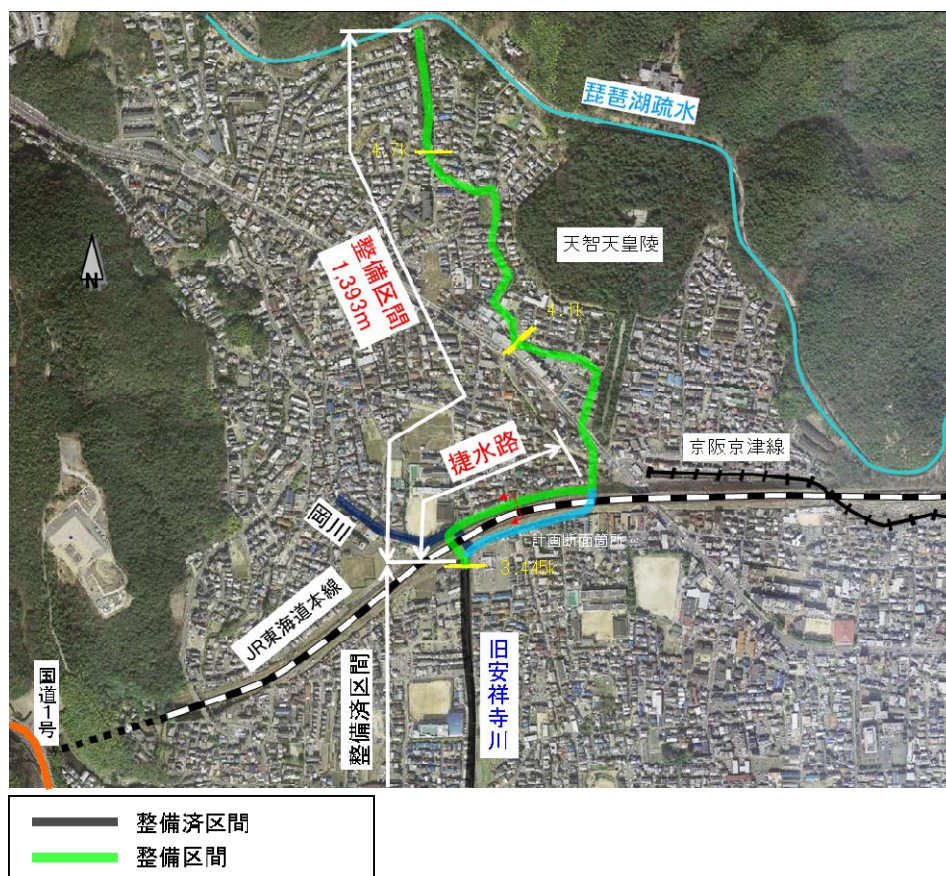 琵琶湖疏水
4.7k
天智天皇陵
N
整備区間
1,393m
4.1k
捷水路
京阪京津線
岡川
計画断面箇所
3.445k
JR東海道本線
旧安祥寺川
国道1号
整備済区間
整備済区間
整備区間